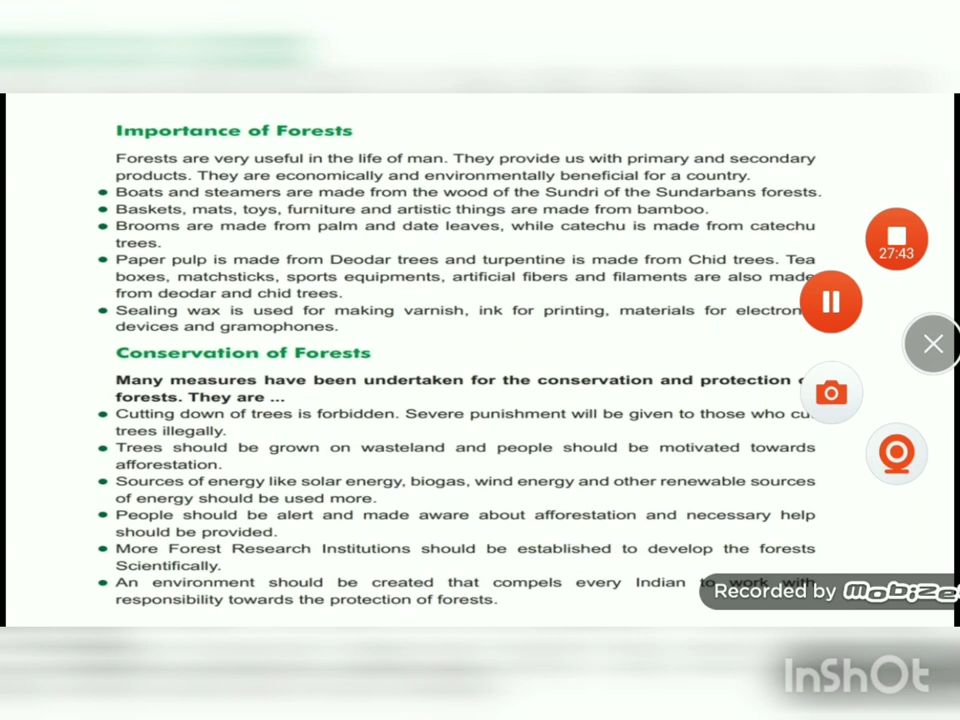 Importance of Forests
Forests are very useful in the life of man. They provide us with primary and secondary
products. They are economically and environmentally beneficial for a country.
Boats and steamers are made from the wood of the Sundri of the Sundarbans forests.
Baskets, mats, toys, furniture and artistic things are made from bamboo.
Brooms are made from palm and date leaves, while catechu is made from catechu
trees.
Paper pulp is made from Deodar trees and turpentine is made from Chid trees. Tea
boxes, matchsticks, sports equipments, artificial fibers and filaments are also made
from deodar and chid trees.
Sealing wax is used for making varnish, ink for printing, materials for electron
devices and gramophones.
Conservation of Forests
Many measures have been undertaken for the conservation and protection
forests. They are ...
Cutting down of trees is forbidden. Severe punishment will be given to those who cu
trees illegally.
Trees should be grown on wasteland and people should be motivated towards
afforestation.
Sources of energy like solar energy, biogas, wind energy and other renewable sources
of energy should be used more.
People should be alert and made aware about afforestation and necessary help
should be provided.
More Forest Research Institutions should be established to develop the forests
Scientifically.
An environment should be created that compels every Indian to work with
responsibility towards the protection of forests.
27:43
Recorded by mobize
InShOt